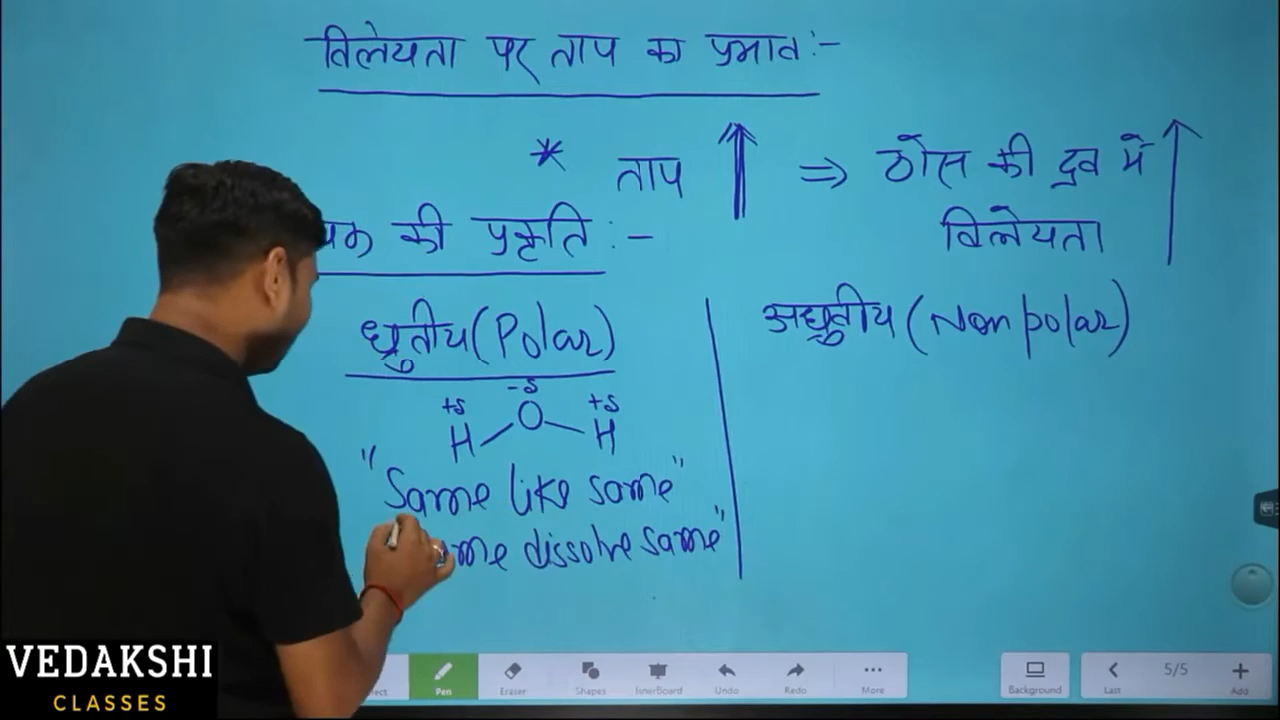 विलेयता पर ताप का प्रभाव:-
* ताप ↑ ⇒ ठोस की द्रव में ↑
विलेयता
की प्रकृति :-
ध्रुवीय (Polar)
अध्रुवीय (Non polar)
-δ
+δ +δ
H O H
"Same like same"
dissolve same"
VEDAKSHI
CLASSES
Pen
Eraser
Shapes
Undo
Redo
More
Background
Last
5/5
Add